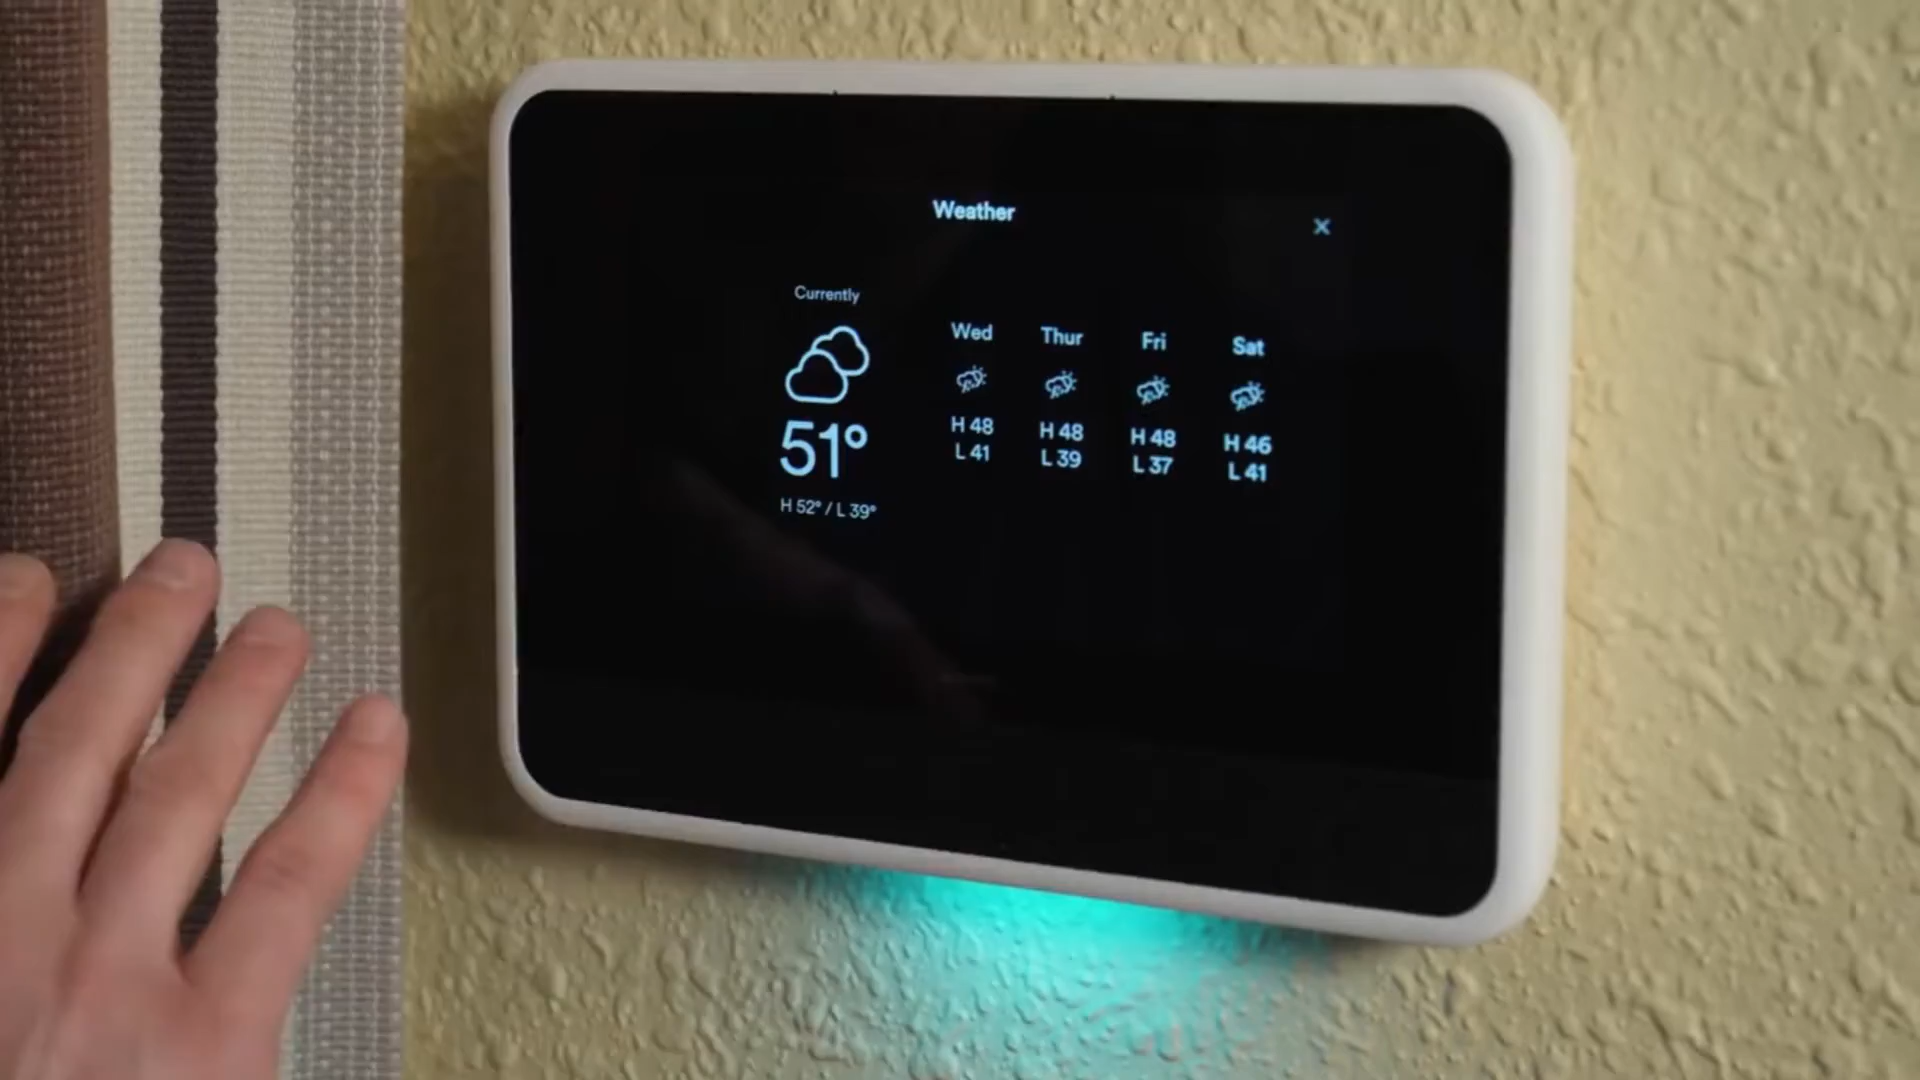 Weather
×
Currently
51°
H 52° / L 39°
Wed
H 48
L 41
Thur
H 48
L 39
Fri
H 48
L 37
Sat
H 46
L 41